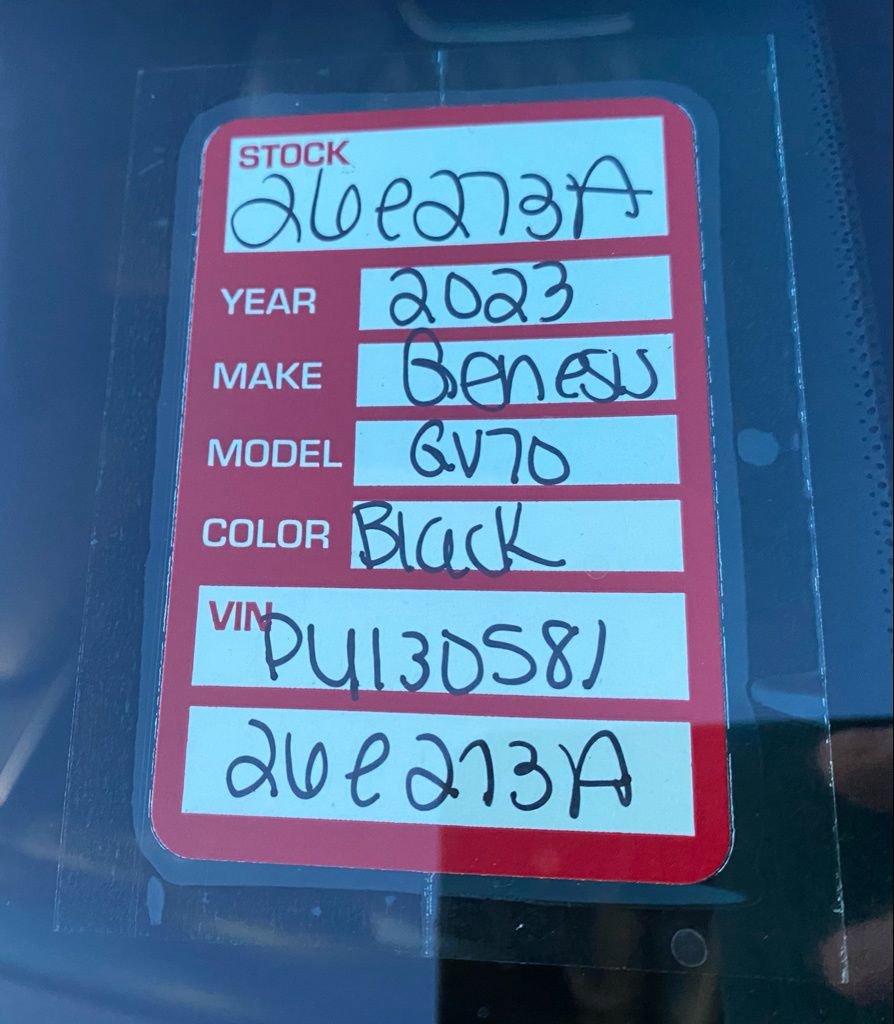 STOCK
26e273A
YEAR 2023
MAKE Genesis
MODEL GV70
COLOR Black
VIN
PU130581
26e273A